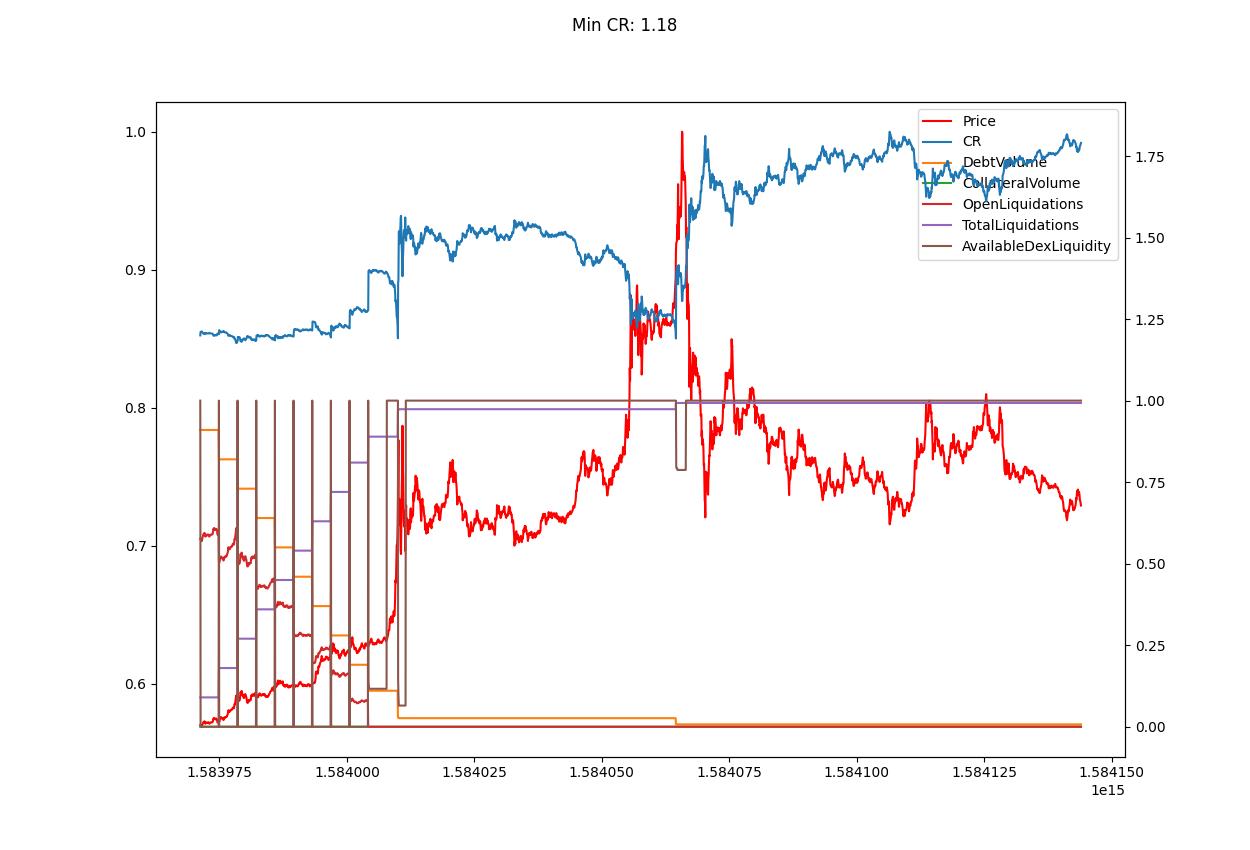 Min CR: 1.18
1.0
0.9
0.8
0.7
0.6
1.75
1.50
1.25
1.00
0.75
0.50
0.25
0.00
Price
CR
DebtVolume
CollateralVolume
OpenLiquidations
TotalLiquidations
AvailableDexLiquidity
1.583975 1.584000 1.584025 1.584050 1.584075 1.584100 1.584125 1.584150
1e15